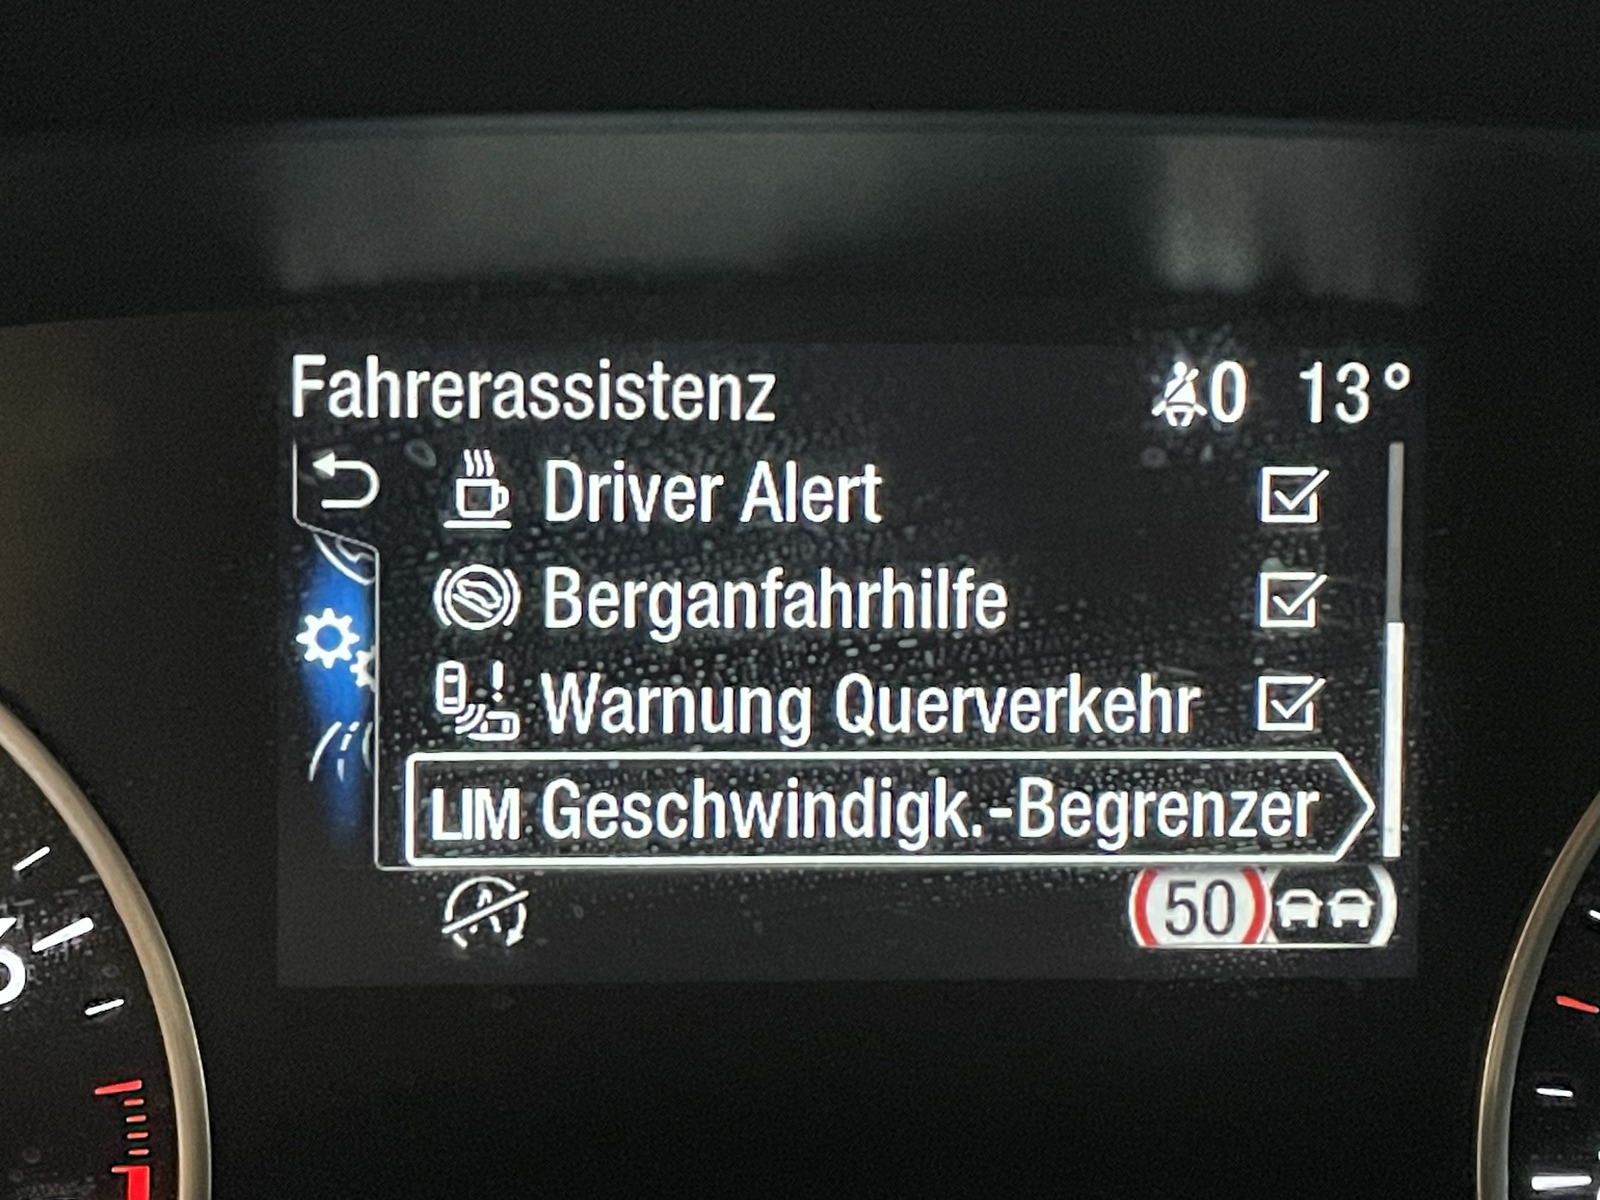 Fahrerassistenz 0 13°
Driver Alert
Berganfahrhilfe
Warnung Querverkehr
LIM Geschwindigk.-Begrenzer
A 50